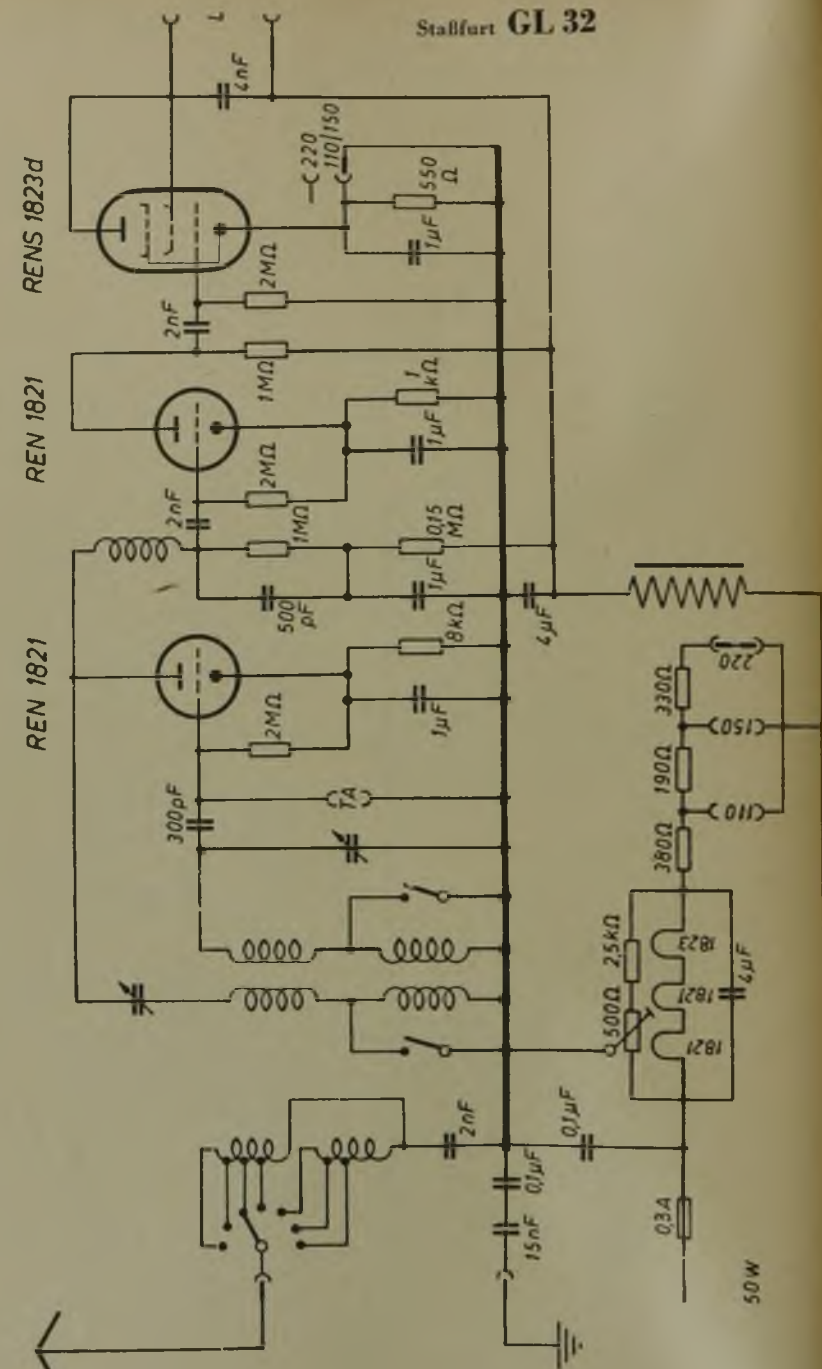 Staßfurt GL 32
REN 1821
REN 1821
REN S 1823d
L
4nF
220
110/150
550
Ω
1µF
2MΩ
2nF
1MΩ
1
kΩ
1µF
2MΩ
2nF
1MΩ
0,15
MΩ
1µF
500
pF
4µF
8kΩ
1µF
2MΩ
TA
300pF
2nF
0,1µF
0,1µF
15nF
0,3A
50W
500Ω
2,5kΩ
1821
1821
1823
4µF
380Ω
190Ω
330Ω
110
150
220